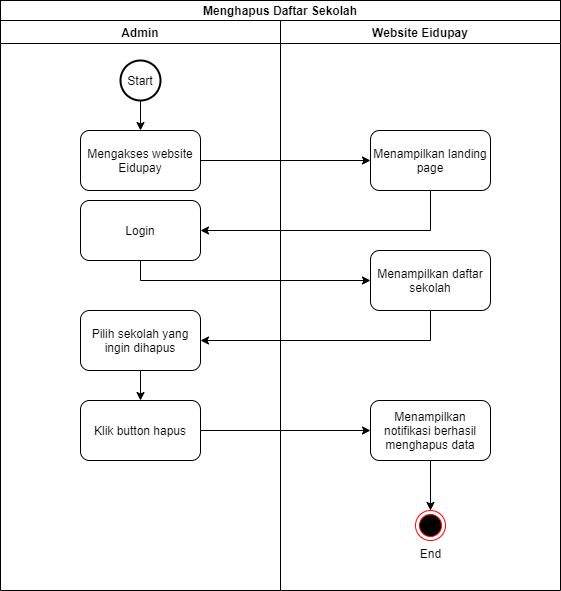 Menghapus Daftar Sekolah
Admin
Website Eidupay
Start
Mengakses website
Eidupay
Menampilkan landing
page
Login
Menampilkan daftar
sekolah
Pilih sekolah yang
ingin dihapus
Klik button hapus
Menampilkan
notifikasi berhasil
menghapus data
End